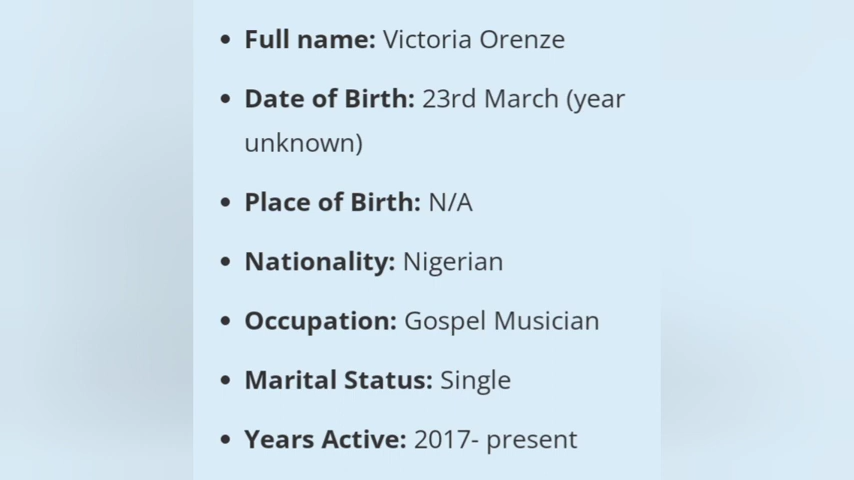 • Full name: Victoria Orenze
• Date of Birth: 23rd March (year
unknown)
• Place of Birth: N/A
• Nationality: Nigerian
• Occupation: Gospel Musician
• Marital Status: Single
• Years Active: 2017- present